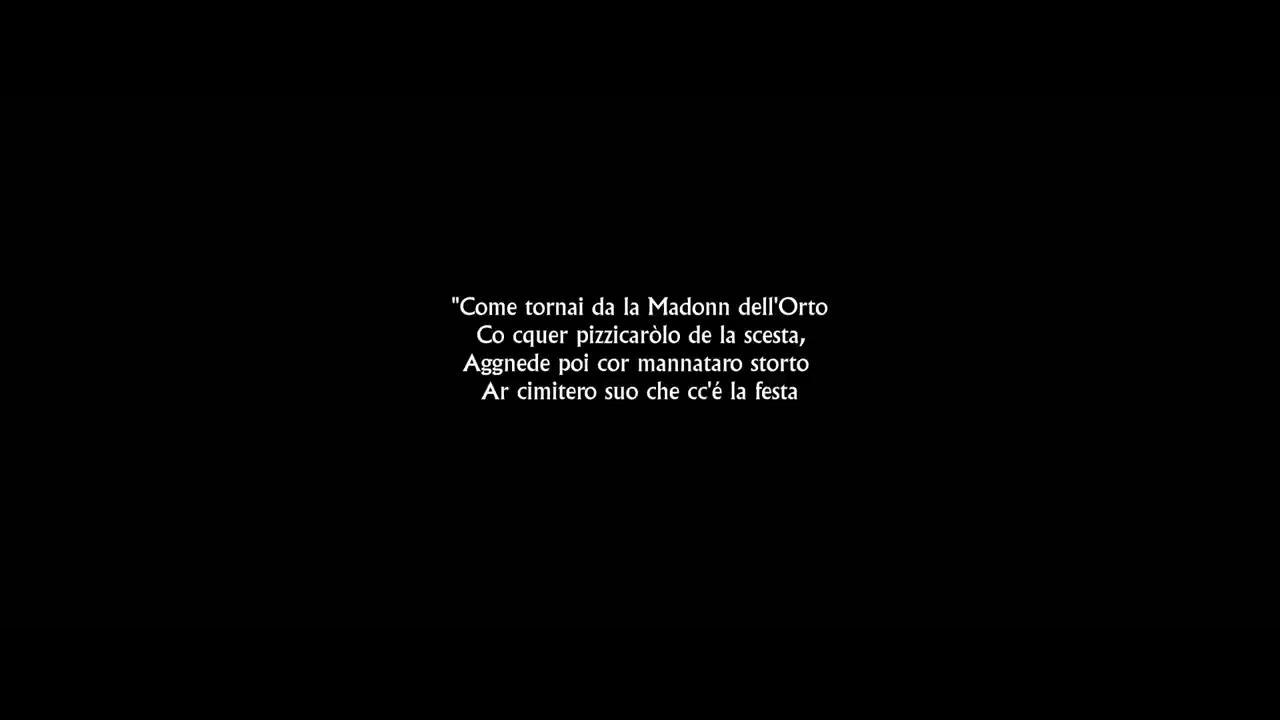 "Come tornai da la Madonn dell'Orto
Co cquer pizzicaròlo de la scesta,
Aggnede poi cor mannataro storto
Ar cimitero suo che cc'é la festa